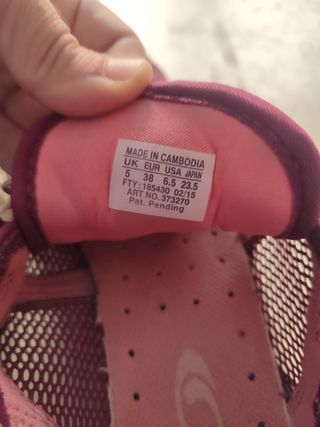 MADE IN CAMBODIA
UK EUR USA JAPAN
5 38 6.5 23.5
FTY: 185430 02/15
ART NO. 373270
Pat. Pending